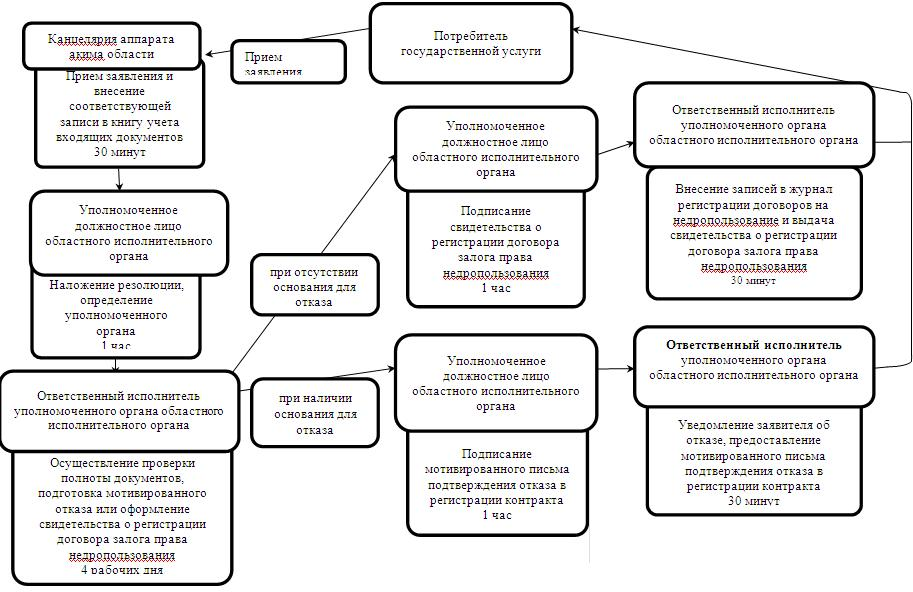 Потребитель
государственной услуги
Прием
заявления
Канцелярия аппарата
акима области
Прием заявления и
внесение
соответствующей
записи в книгу учета
входящих документов
30 минут
Уполномоченное
должностное лицо
областного исполнительного
органа
Наложение резолюции,
определение
уполномоченного
органа
1 час
Ответственный исполнитель
уполномоченного органа областного
исполнительного органа
Осуществление проверки
полноты документов,
подготовка мотивированного
отказа или оформление
свидетельства о регистрации
договора залога права
недропользования
4 рабочих дня
при отсутствии
основания для
отказа
Уполномоченное
должностное лицо
областного исполнительного
органа
Подписание
свидетельства о
регистрации договора
залога права
недропользования
1 час
Ответственный исполнитель
уполномоченного органа
областного исполнительного органа
Внесение записей в журнал
регистрации договоров на
недропользование и выдача
свидетельства о регистрации
договора залога права
недропользования
30 минут
при наличии
основания для
отказа
Уполномоченное
должностное лицо
областного исполнительного
органа
Подписание
мотивированного письма
подтверждения отказа в
регистрации контракта
1 час
Ответственный исполнитель
уполномоченного органа
областного исполнительного органа
Уведомление заявителя об
отказе, предоставление
мотивированного письма
подтверждения отказа в
регистрации контракта
30 минут